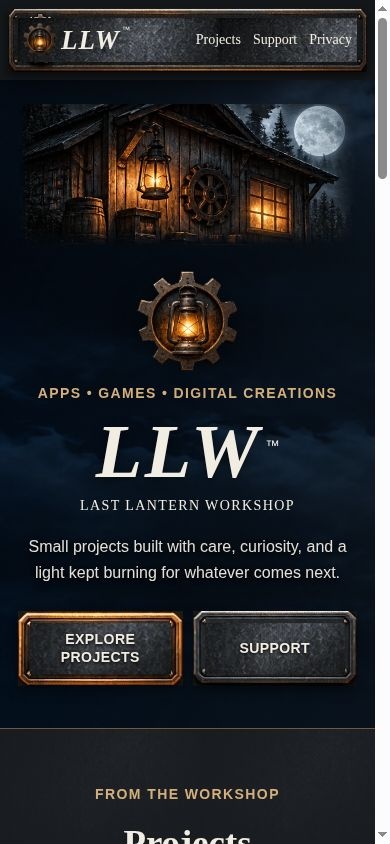 LLW™
Projects Support Privacy
APPS • GAMES • DIGITAL CREATIONS
LLW™
LAST LANTERN WORKSHOP
Small projects built with care, curiosity, and a
light kept burning for whatever comes next.
EXPLORE
PROJECTS
SUPPORT
FROM THE WORKSHOP
Projects